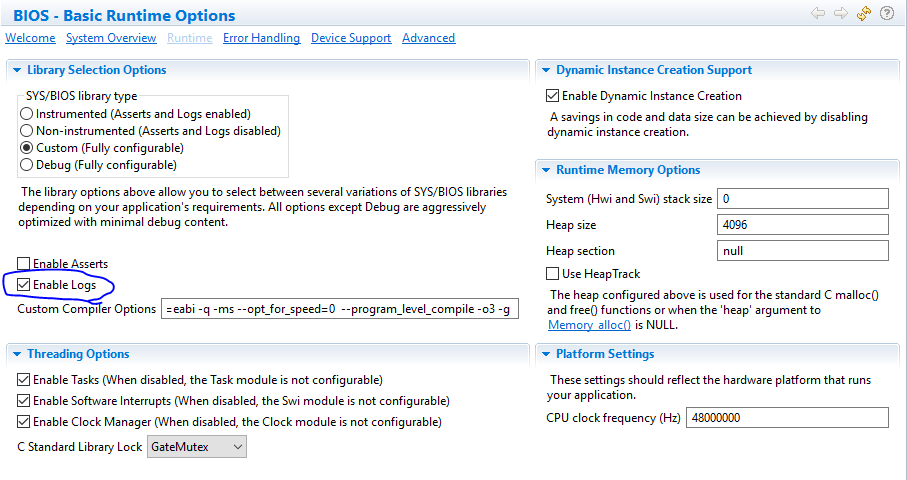 BIOS - Basic Runtime Options
Welcome System Overview Runtime Error Handling Device Support Advanced
Library Selection Options
SYS/BIOS library type
Instrumented (Asserts and Logs enabled)
Non-instrumented (Asserts and Logs disabled)
Custom (Fully configurable)
Debug (Fully configurable)
The library options above allow you to select between several variations of SYS/BIOS libraries
depending on your application's requirements. All options except Debug are aggressively
optimized with minimal debug content.
Enable Asserts
Enable Logs
Custom Compiler Options =eabi -q -ms --opt_for_speed=0 --program_level_compile -o3 -g
Threading Options
Enable Tasks (When disabled, the Task module is not configurable)
Enable Software Interrupts (When disabled, the Swi module is not configurable)
Enable Clock Manager (When disabled, the Clock module is not configurable)
C Standard Library Lock GateMutex
Dynamic Instance Creation Support
Enable Dynamic Instance Creation
A savings in code and data size can be achieved by disabling
dynamic instance creation.
Runtime Memory Options
System (Hwi and Swi) stack size 0
Heap size 4096
Heap section null
Use HeapTrack
The heap configured above is used for the standard C malloc()
and free() functions or when the 'heap' argument to
Memory_alloc() is NULL.
Platform Settings
These settings should reflect the hardware platform that runs
your application.
CPU clock frequency (Hz) 48000000